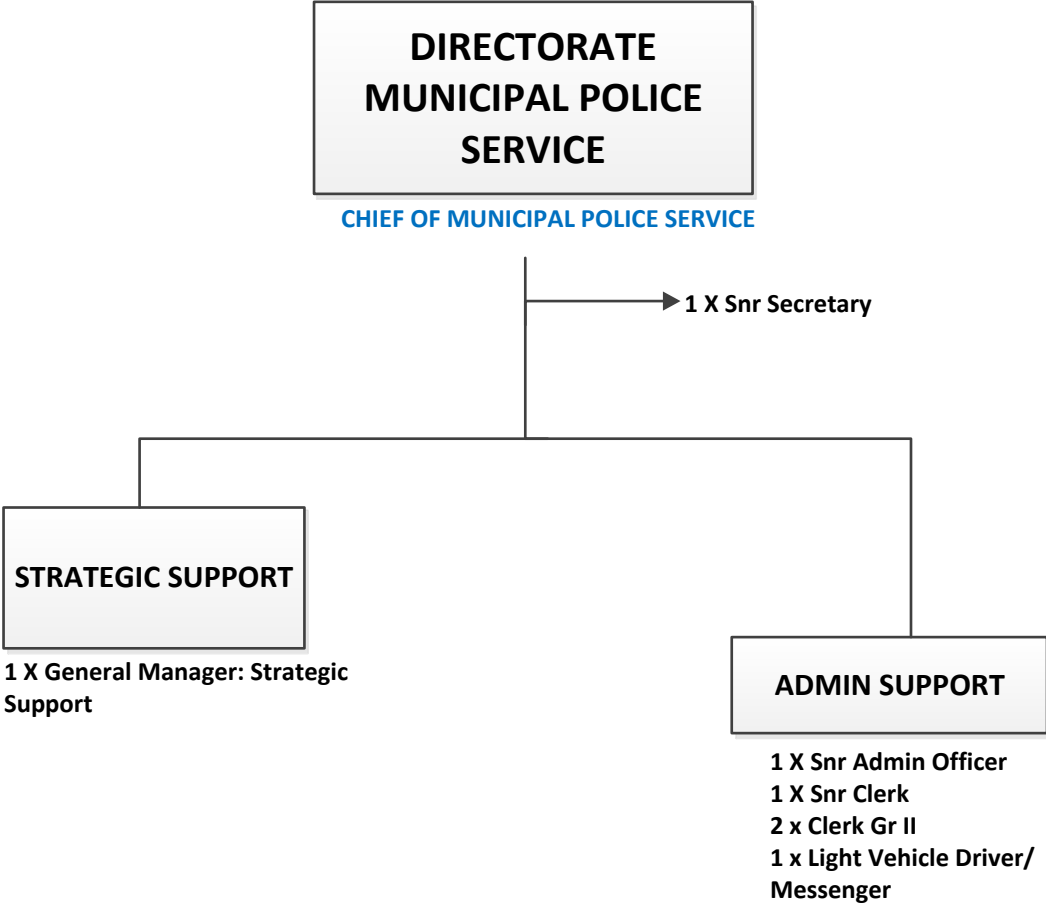 DIRECTORATE
MUNICIPAL POLICE
SERVICE
CHIEF OF MUNICIPAL POLICE SERVICE
1 X Snr Secretary
STRATEGIC SUPPORT
1 X General Manager: Strategic
Support
ADMIN SUPPORT
1 X Snr Admin Officer
1 X Snr Clerk
2 x Clerk Gr II
1 x Light Vehicle Driver/
Messenger